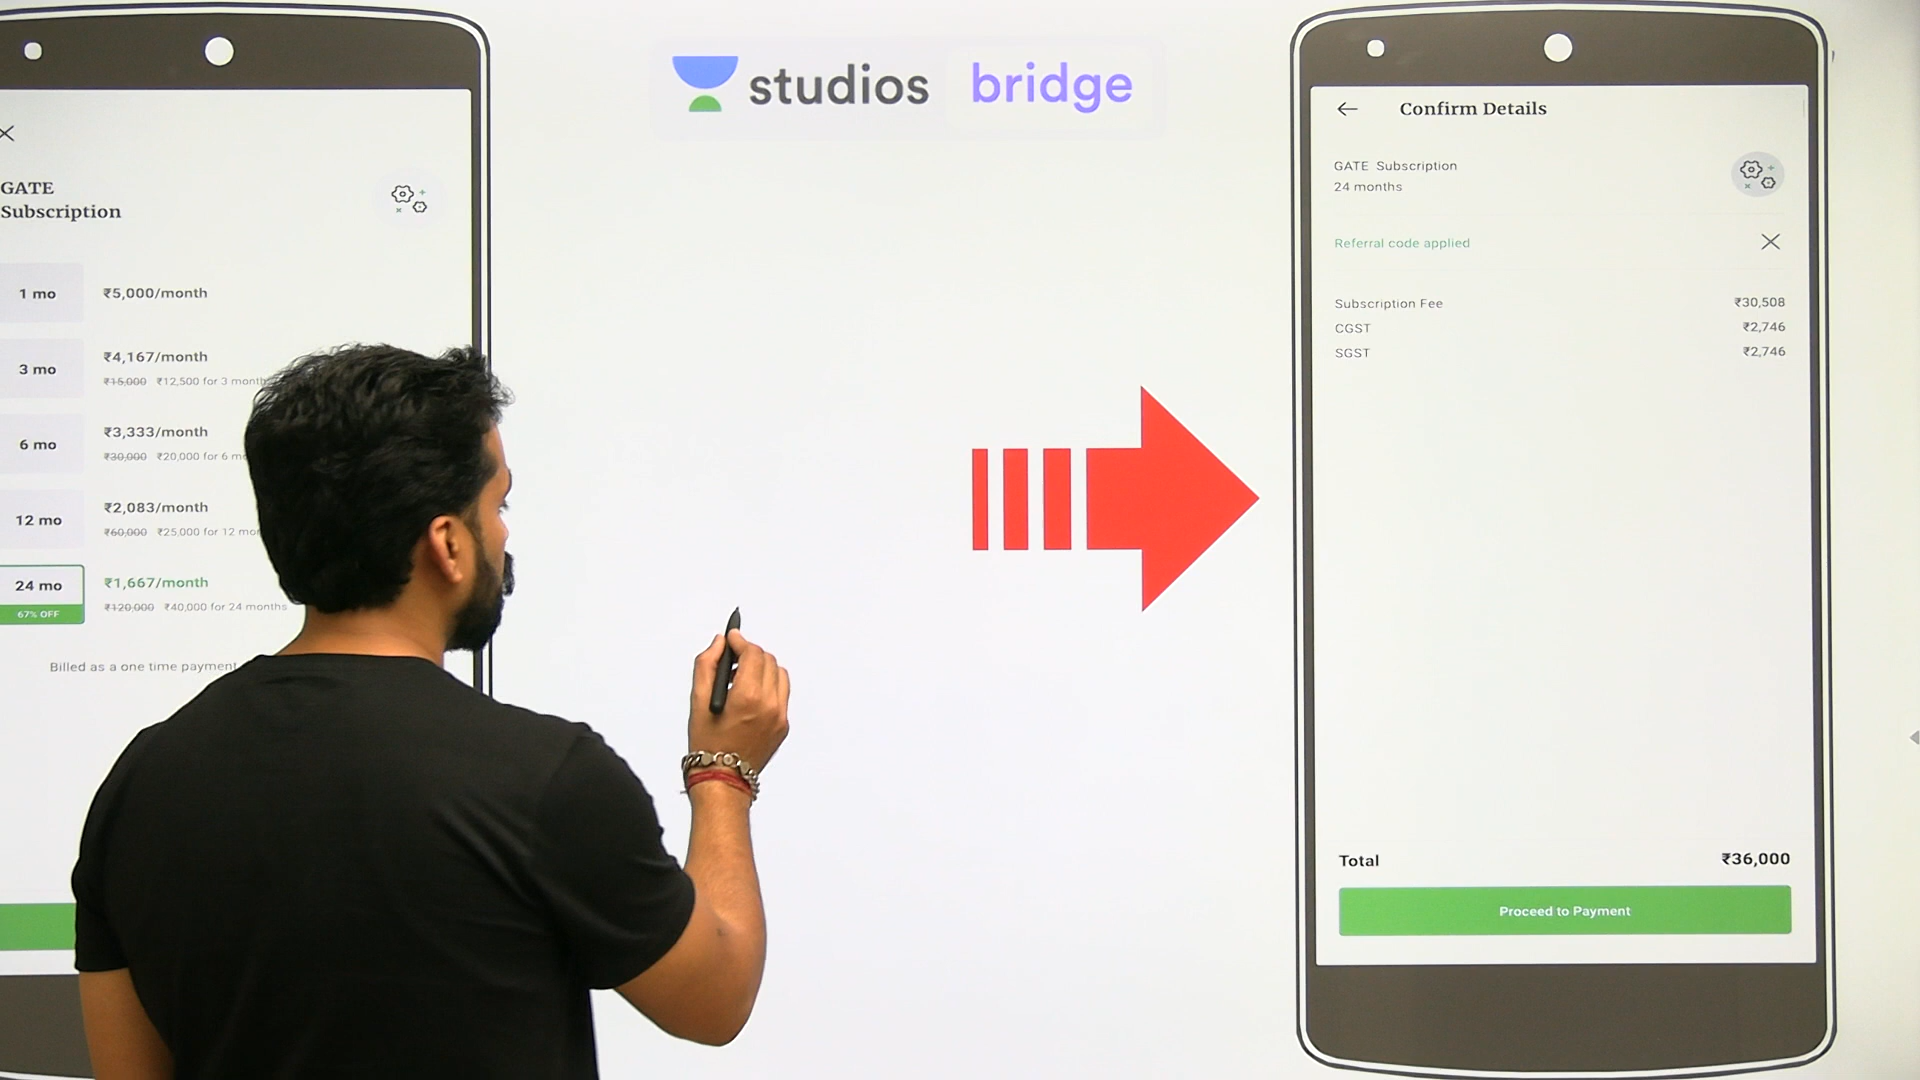 studios bridge
GATE
Subscription
1 mo ₹5,000/month
3 mo ₹4,167/month
₹15,000 ₹12,500 for 3 month
6 mo ₹3,333/month
₹30,000 ₹20,000 for 6 mo
12 mo ₹2,083/month
₹60,000 ₹25,000 for 12 mo
24 mo ₹1,667/month
67% OFF ₹120,000 ₹40,000 for 24 months
Billed as a one time payment
Confirm Details
GATE Subscription
24 months
Referral code applied
Subscription Fee ₹30,508
CGST ₹2,746
SGST ₹2,746
Total ₹36,000
Proceed to Payment